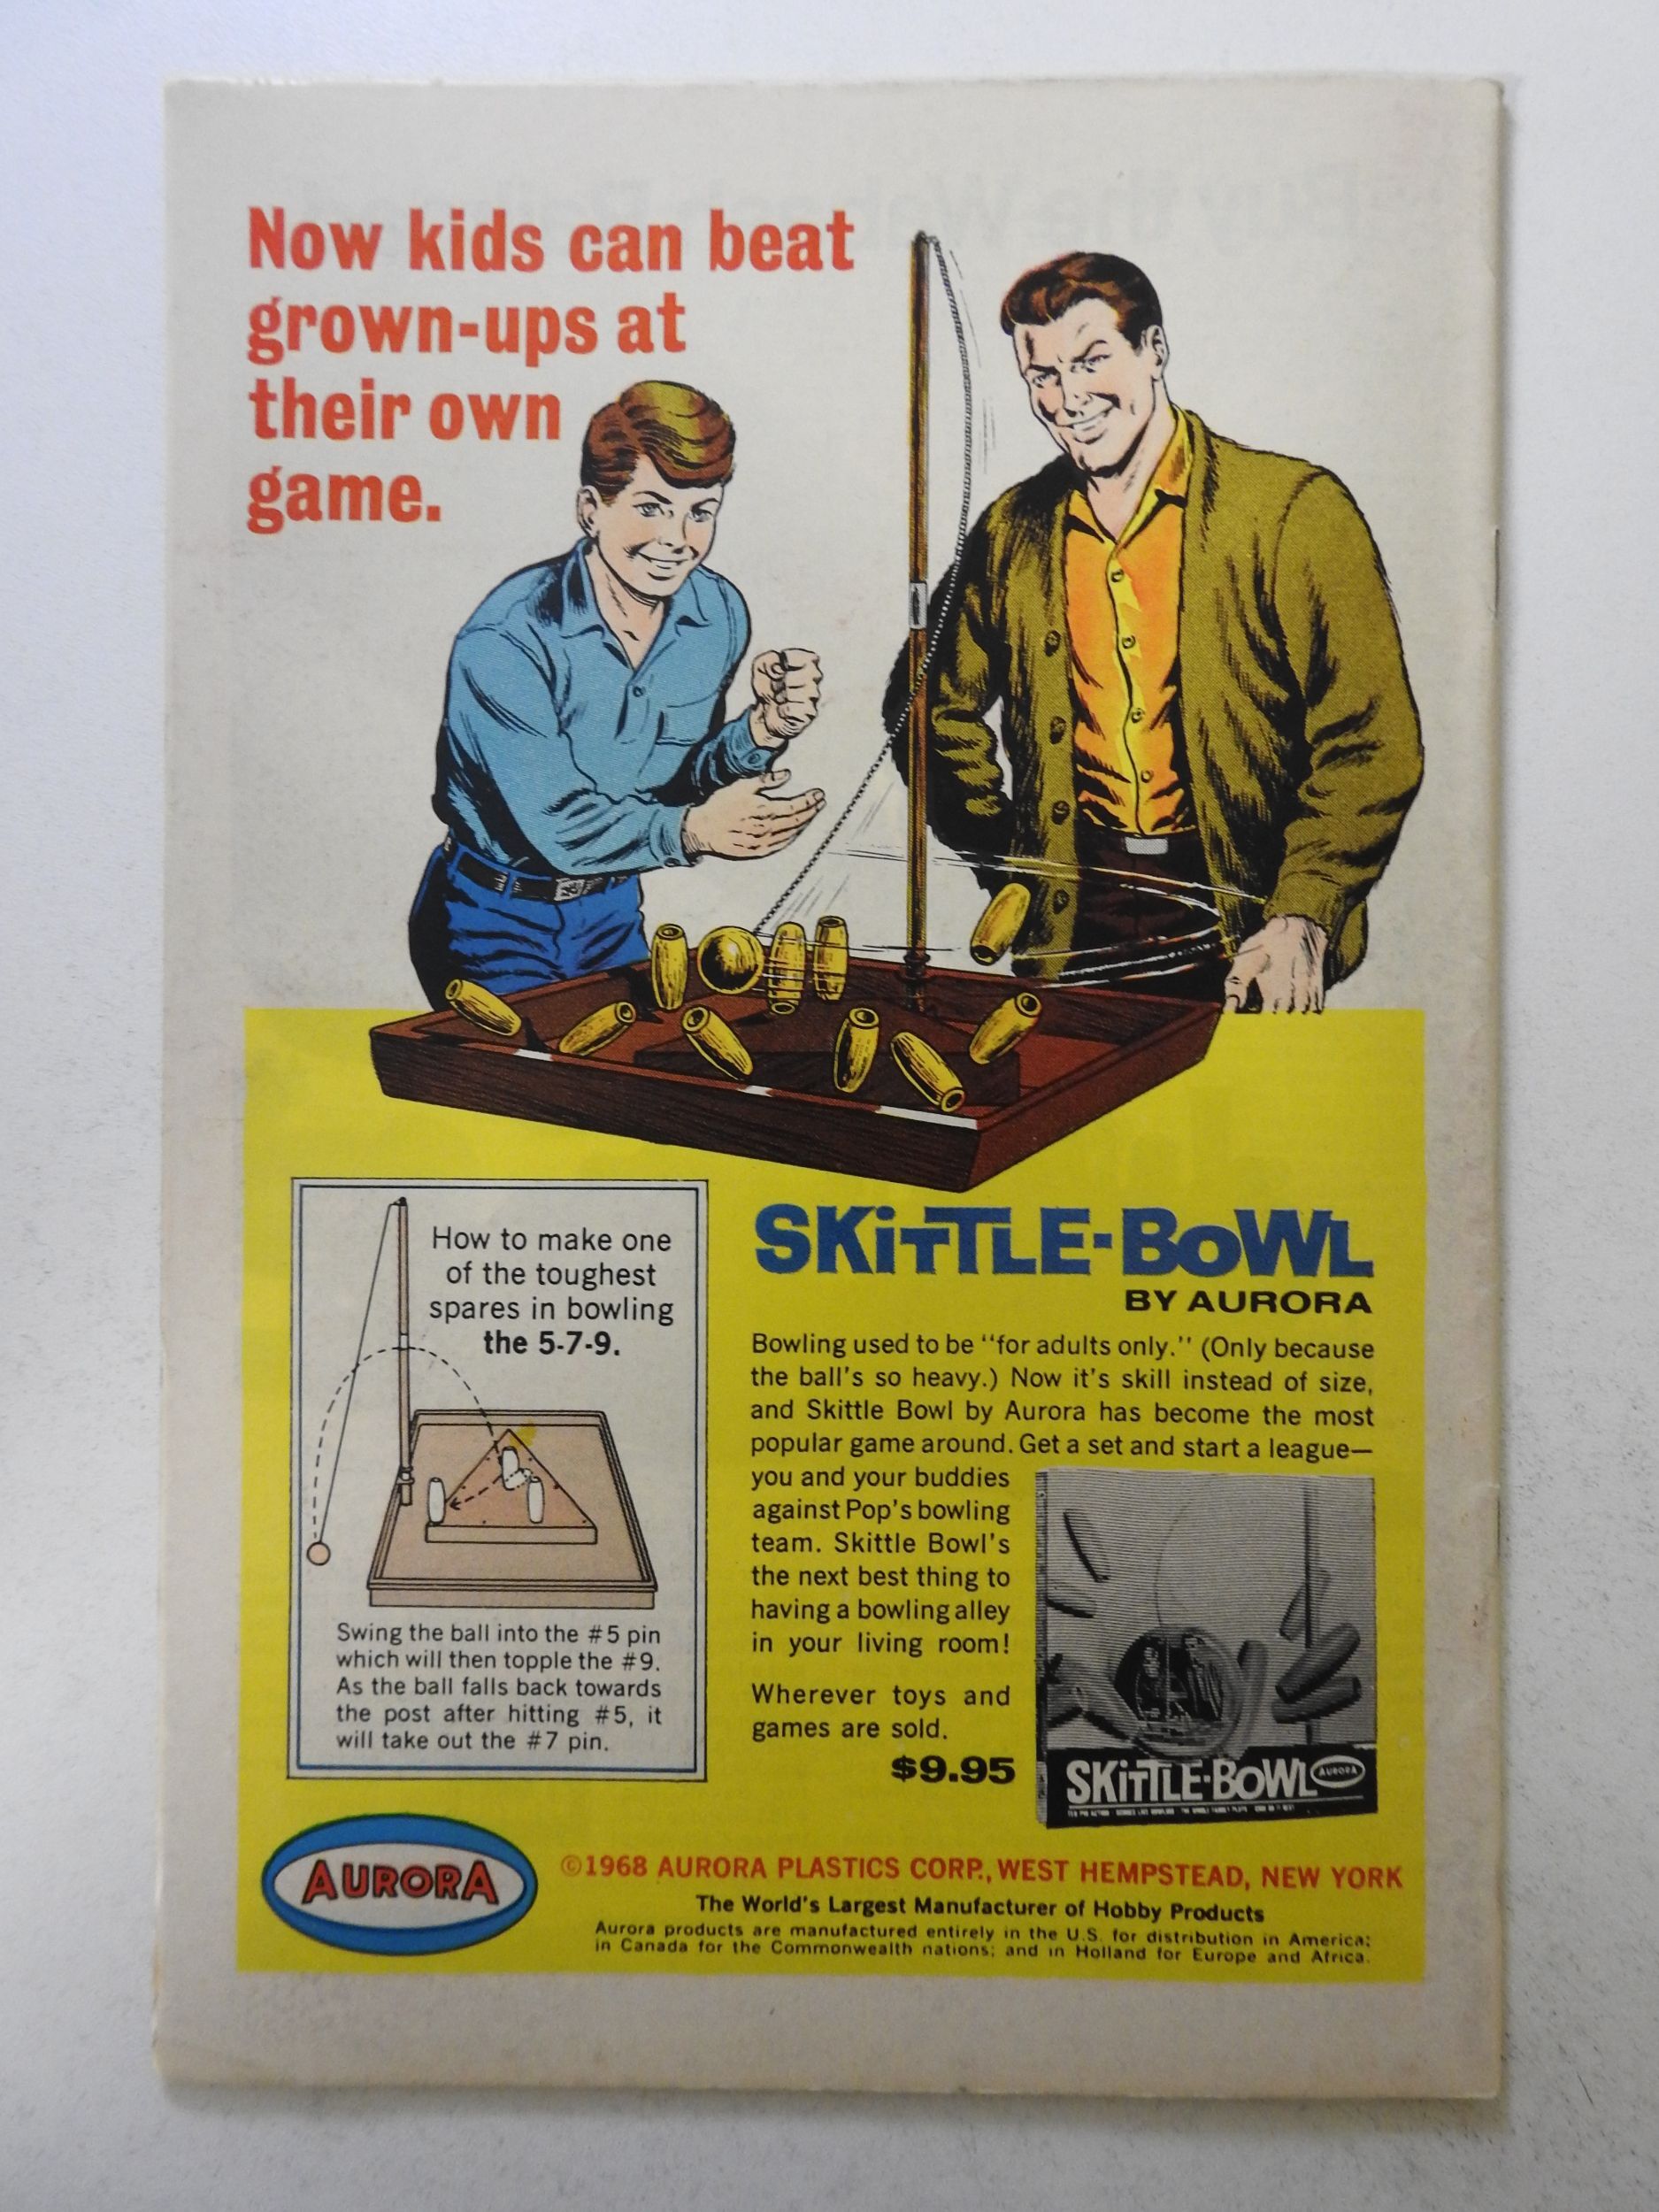 Now kids can beat
grown-ups at
their own
game.
How to make one
of the toughest
spares in bowling
the 5-7-9.
Swing the ball into the #5 pin
which will then topple the #9.
As the ball falls back towards
the post after hitting #5, it
will take out the #7 pin.
SKiTTLE-BoWL
BY AURORA
Bowling used to be “for adults only.” (Only because
the ball's so heavy.) Now it's skill instead of size,
and Skittle Bowl by Aurora has become the most
popular game around. Get a set and start a league—
you and your buddies
against Pop's bowling
team. Skittle Bowl's
the next best thing to
having a bowling alley
in your living room!
Wherever toys and
games are sold.
$9.95
SKiTTLE-BoWL AURORA
AURORA
©1968 AURORA PLASTICS CORP., WEST HEMPSTEAD, NEW YORK
The World's Largest Manufacturer of Hobby Products
Aurora products are manufactured entirely in the U.S. for distribution in America;
in Canada for the Commonwealth nations; and in Holland for Europe and Africa.